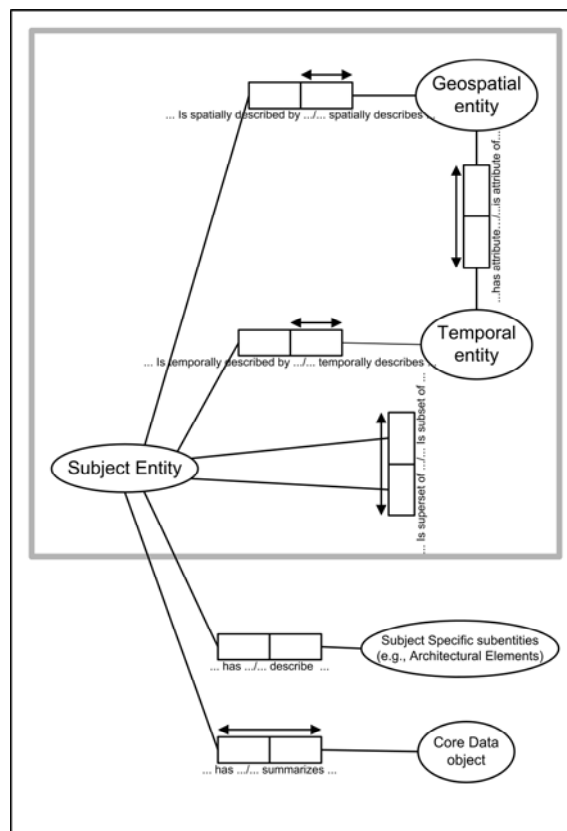 Geospatial
entity
... Is spatially described by .../... spatially describes ...
...has attribute.../...is attribute of...
Temporal
entity
... Is temporally described by .../... temporally describes ...
... Is superset of .../... Is subset of ...
Subject Entity
Subject Specific subentities
(e.g., Architectural Elements)
... has .../... describe ...
Core Data
object
... has .../... summarizes ...